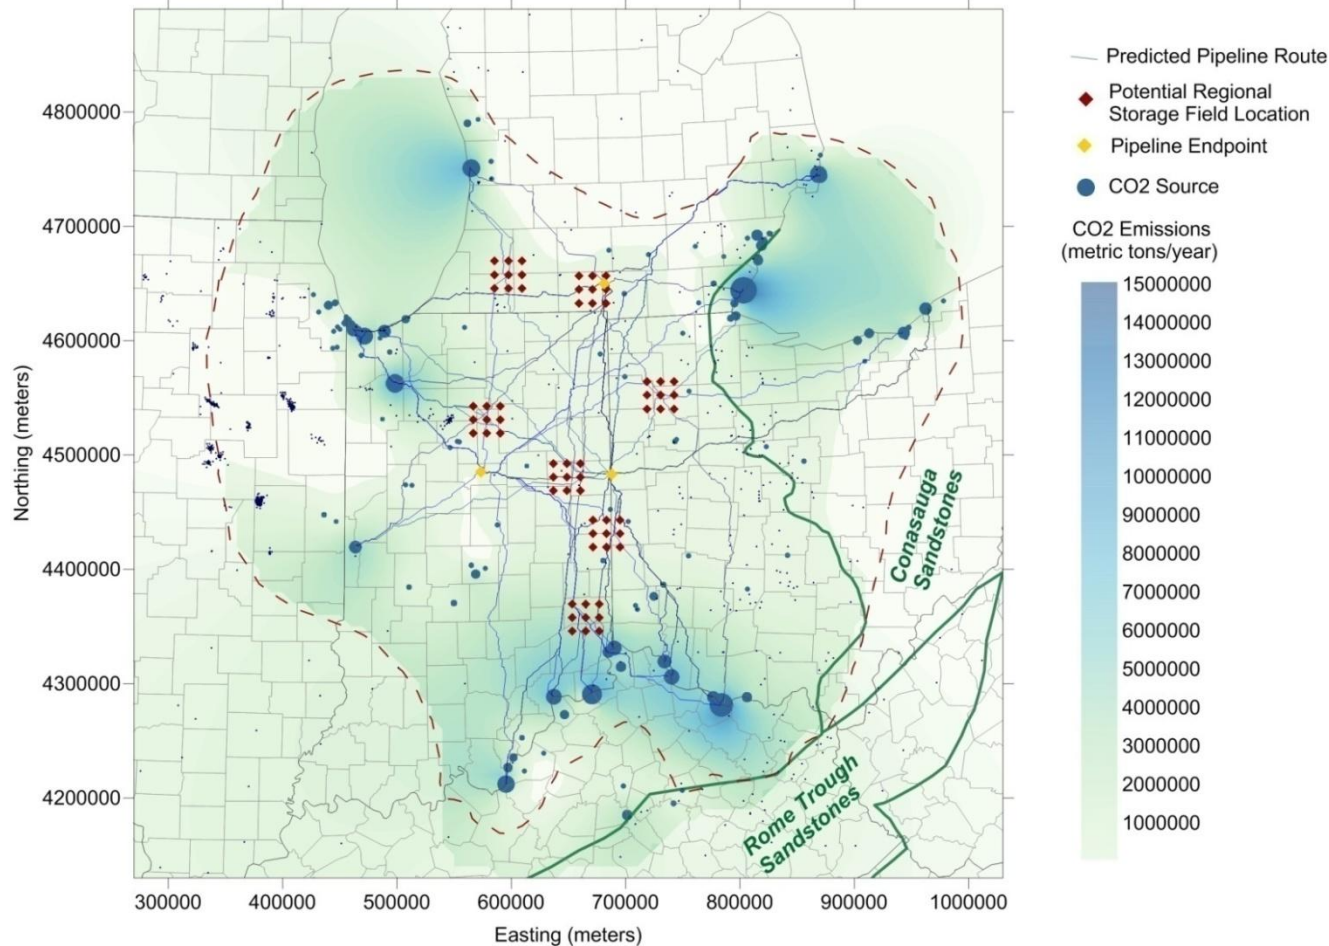 4800000
4700000
4600000
4500000
4400000
4300000
4200000
Northing (meters)
300000
400000
500000
600000
700000
800000
900000
1000000
Easting (meters)
Conasauga
Sandstones
Rome Trough
Sandstones
Predicted Pipeline Route
Potential Regional
Storage Field Location
Pipeline Endpoint
CO2 Source
CO2 Emissions
(metric tons/year)
15000000
14000000
13000000
12000000
11000000
10000000
9000000
8000000
7000000
6000000
5000000
4000000
3000000
2000000
1000000